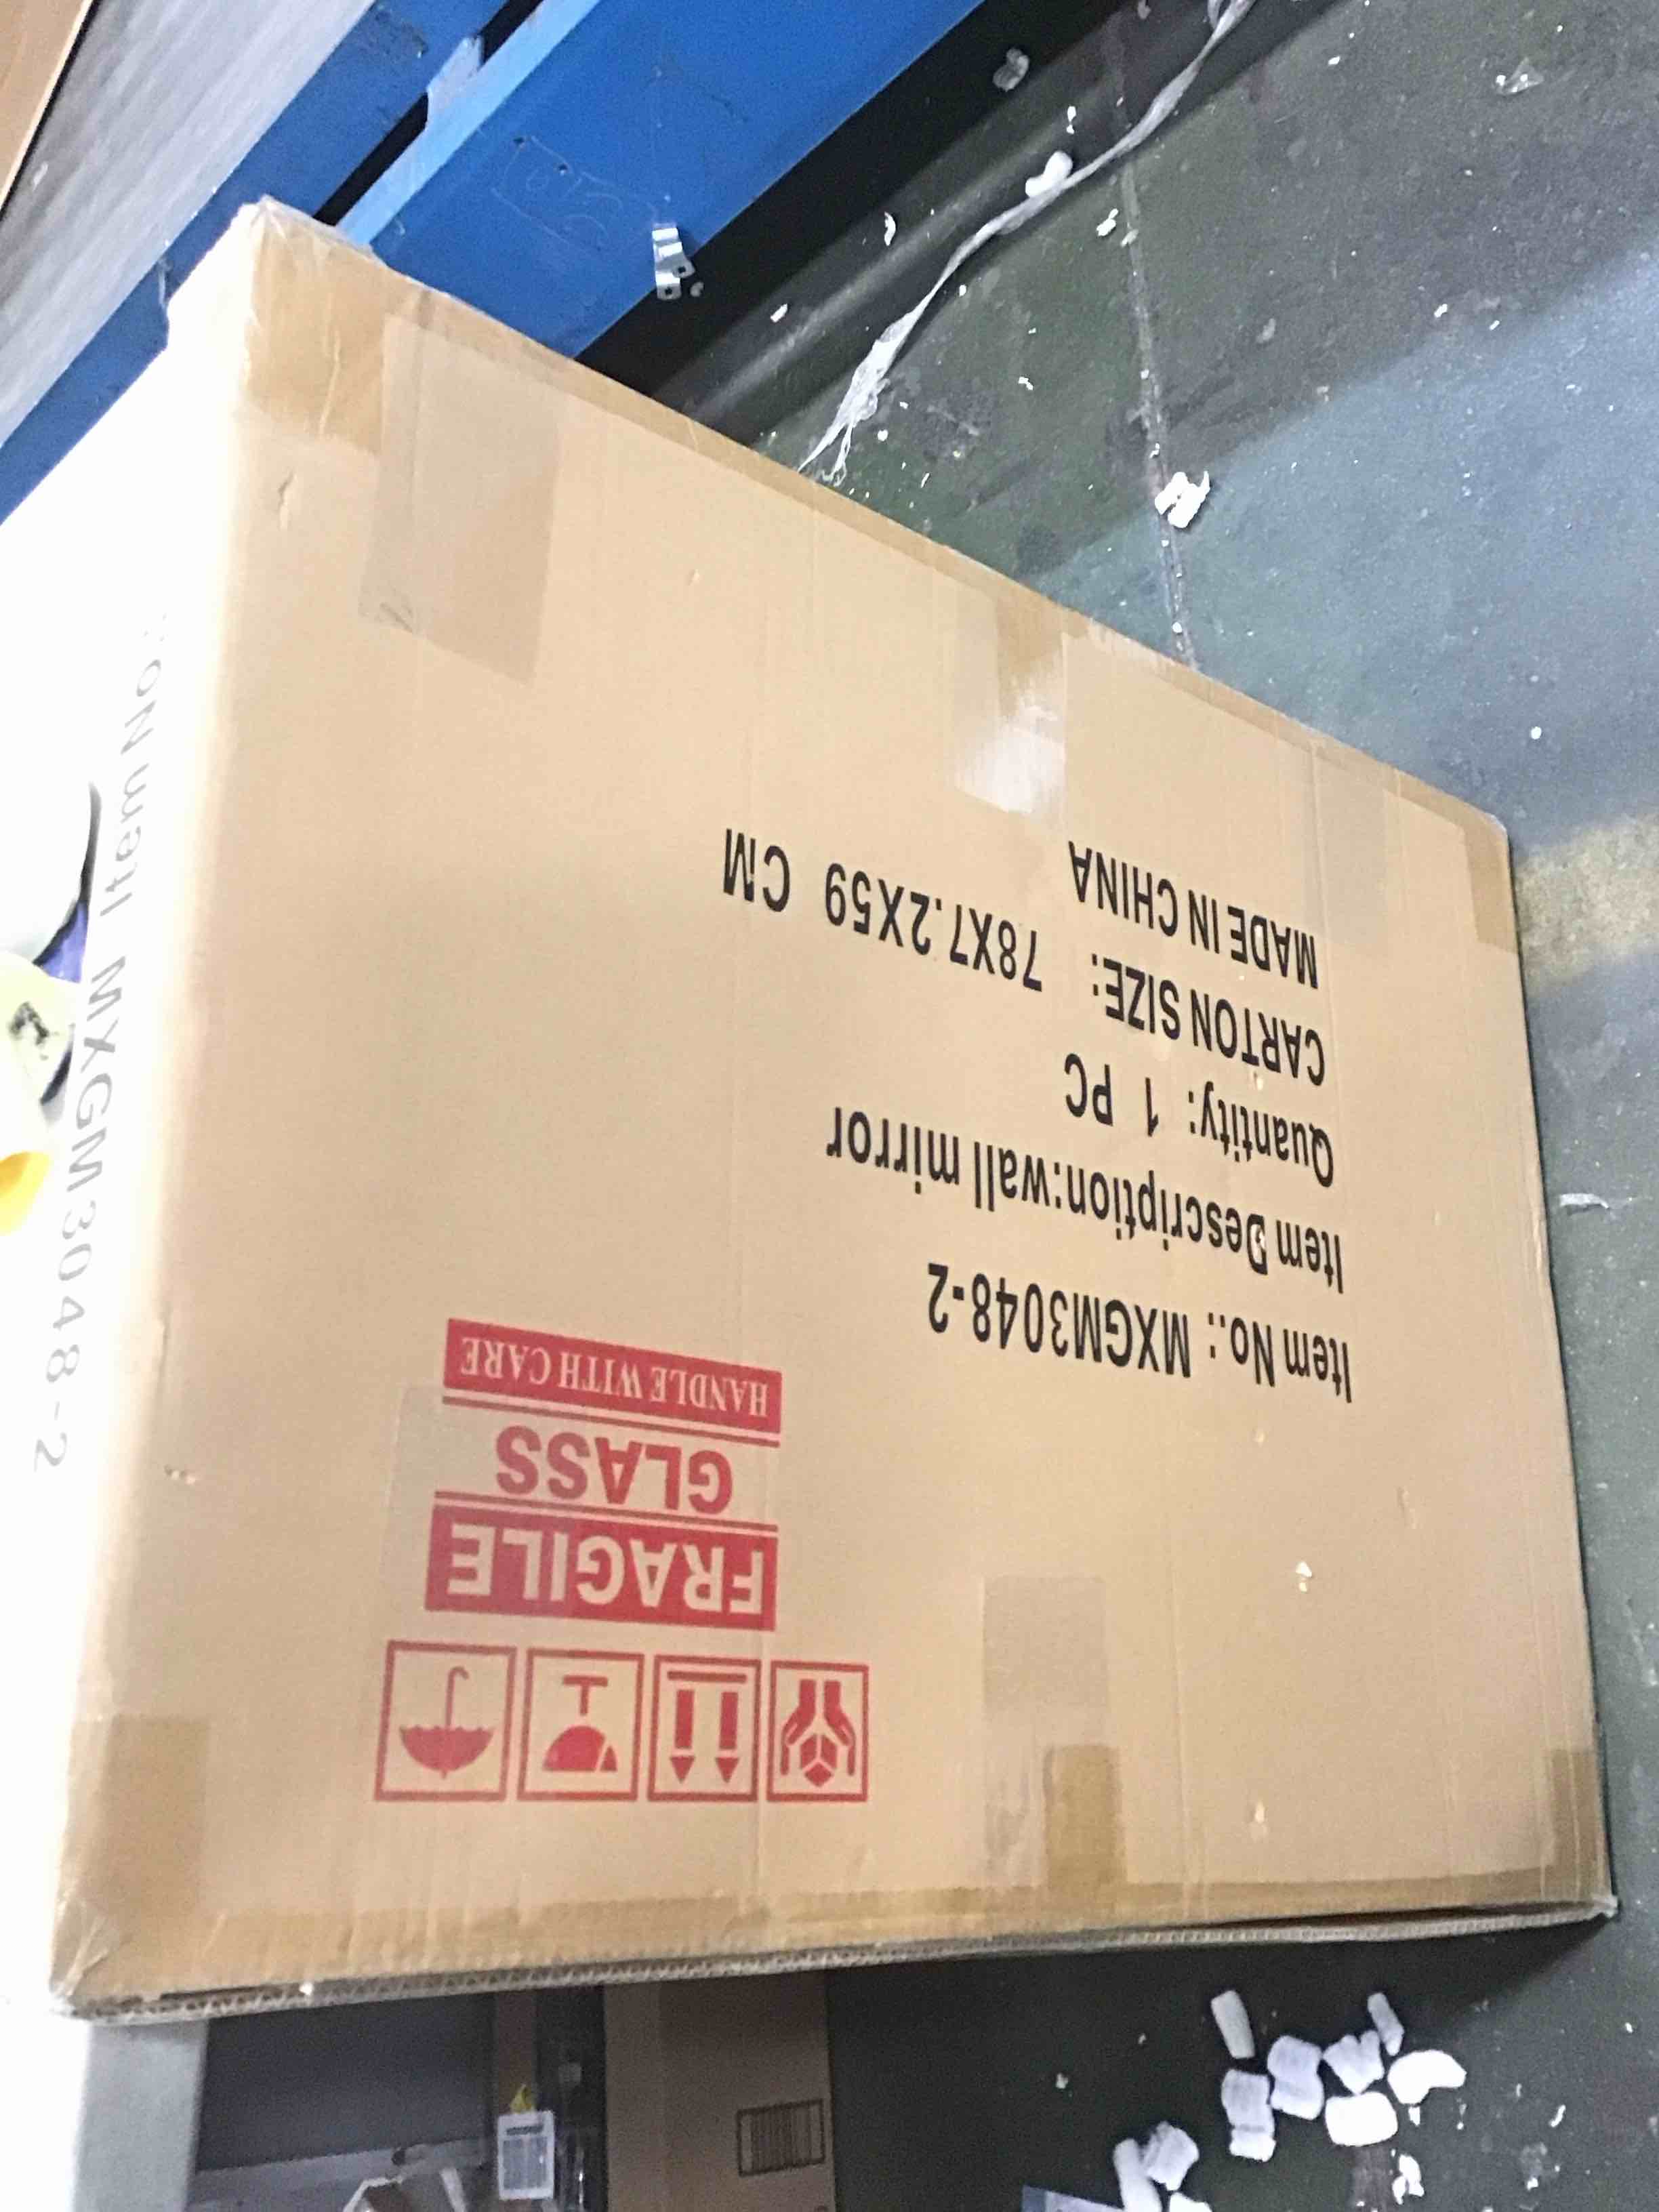 FRAGILE
GLASS
HANDLE WITH CARE
Item No.: MXGM3048-2
Item Description:wall mirror
Quantity: 1 PC
CARTON SIZE: 78X7.2X59 CM
MADE IN CHINA
Item No.: MXGM3048-2